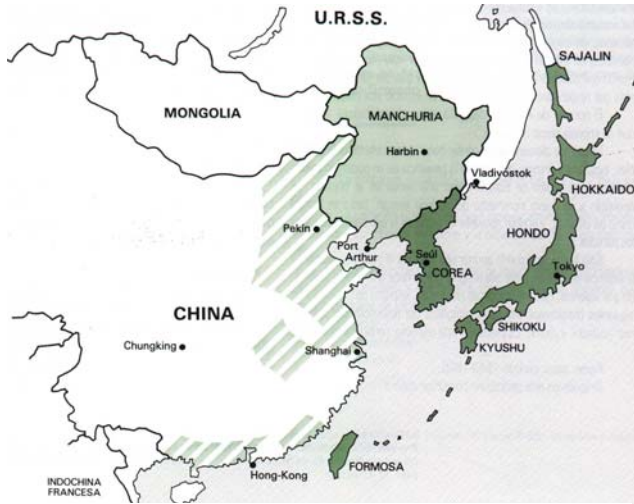 U.R.S.S.
SAJALIN
MONGOLIA
MANCHURIA
Harbin
Vladivostok
HOKKAIDO
Pekín
Port
Arthur
Seúl
COREA
HONDO
Tokyo
CHINA
SHIKOKU
KYUSHU
Chungking
Shanghai
INDOCHINA
FRANCESA
Hong-Kong
FORMOSA